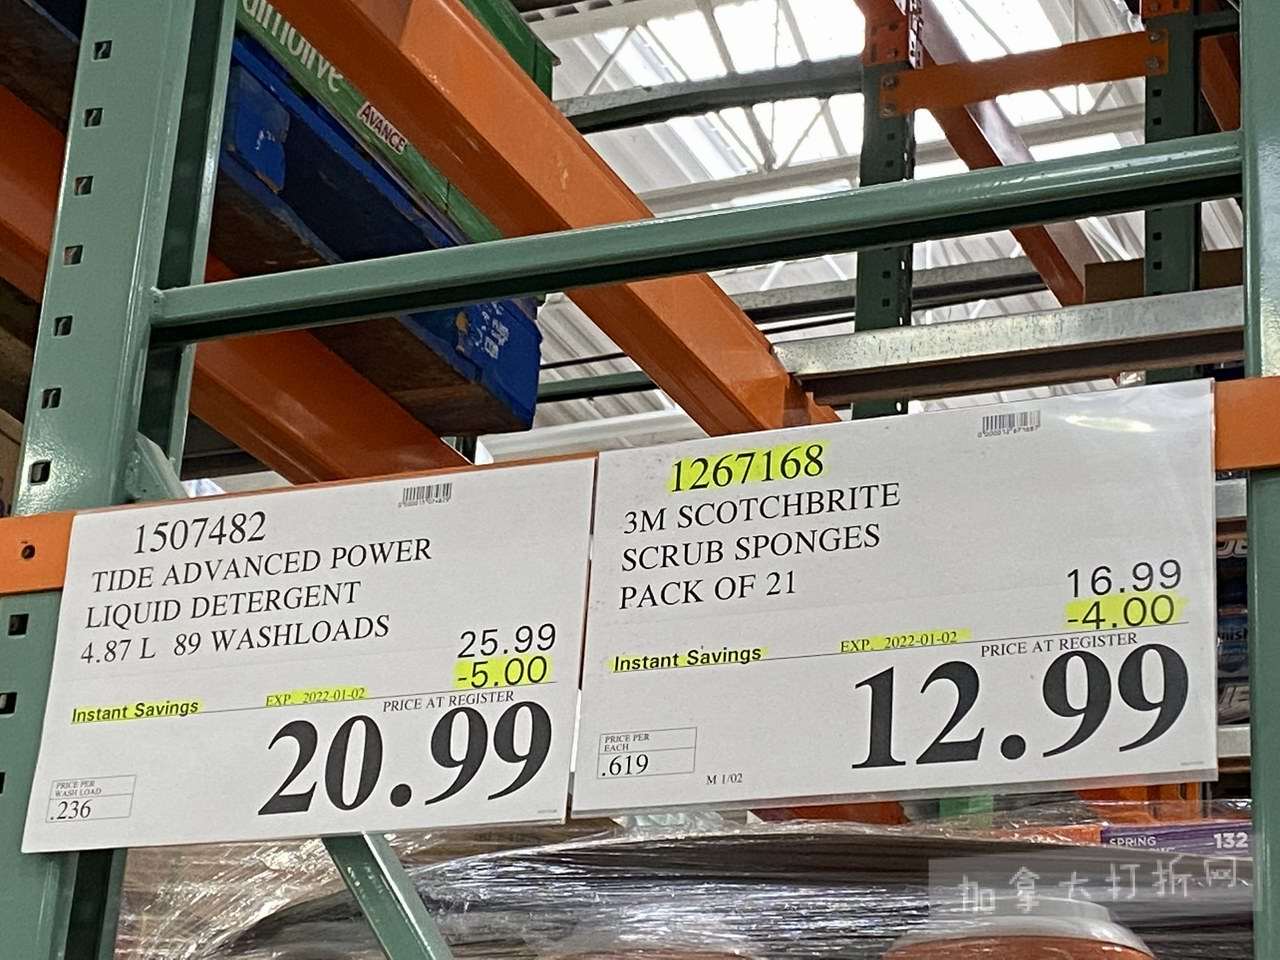 Palmolive
AVANCE
1507482
TIDE ADVANCED POWER
LIQUID DETERGENT
4.87 L 89 WASHLOADS
25.99
-5.00
Instant Savings
EXP. 2022-01-02
PRICE AT REGISTER
20.99
PRICE PER
WASH LOAD
.236
1267168
3M SCOTCHBRITE
SCRUB SPONGES
PACK OF 21
16.99
-4.00
Instant Savings
EXP. 2022-01-02
PRICE AT REGISTER
12.99
PRICE PER
EACH
.619
M 1/02
SPRING
132
加拿大打折网